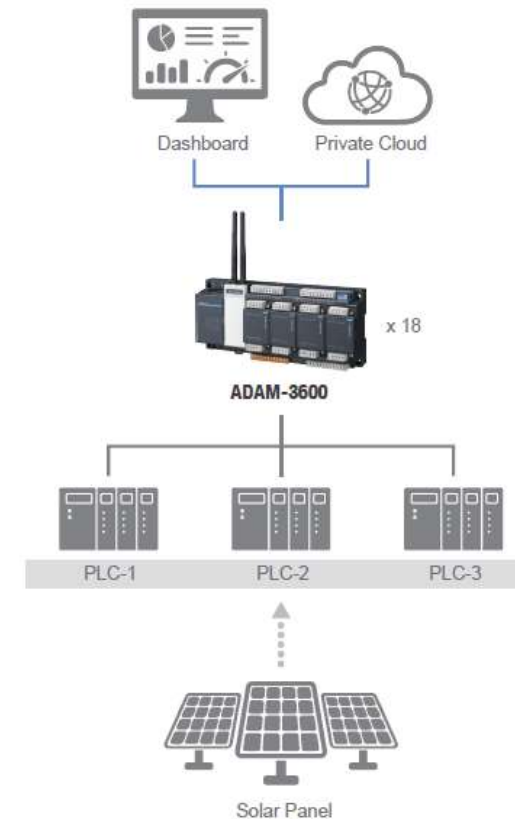 Dashboard
Private Cloud
x 18
ADAM-3600
PLC-1
PLC-2
PLC-3
Solar Panel